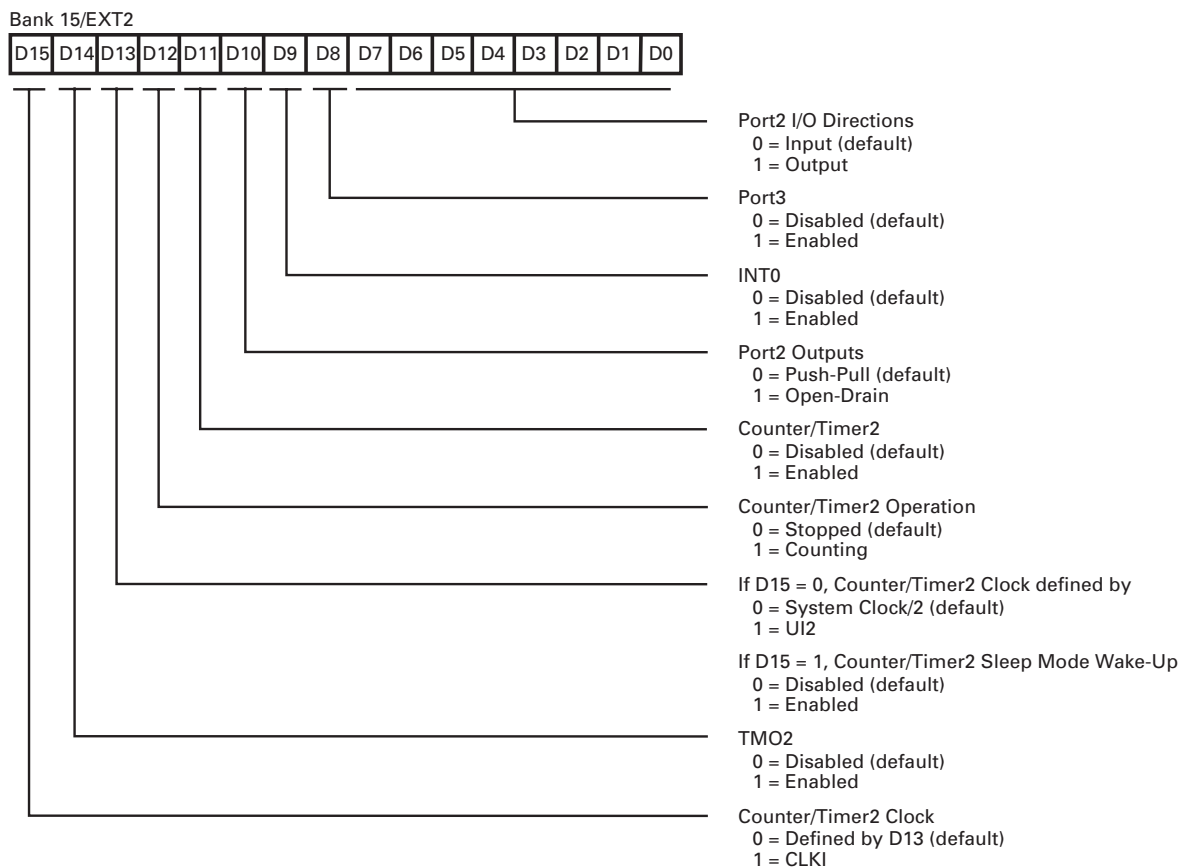 Bank 15/EXT2
D15 D14 D13 D12 D11 D10 D9 D8 D7 D6 D5 D4 D3 D2 D1 D0
Port2 I/O Directions
0 = Input (default)
1 = Output
Port3
0 = Disabled (default)
1 = Enabled
INT0
0 = Disabled (default)
1 = Enabled
Port2 Outputs
0 = Push-Pull (default)
1 = Open-Drain
Counter/Timer2
0 = Disabled (default)
1 = Enabled
Counter/Timer2 Operation
0 = Stopped (default)
1 = Counting
If D15 = 0, Counter/Timer2 Clock defined by
0 = System Clock/2 (default)
1 = UI2
If D15 = 1, Counter/Timer2 Sleep Mode Wake-Up
0 = Disabled (default)
1 = Enabled
TMO2
0 = Disabled (default)
1 = Enabled
Counter/Timer2 Clock
0 = Defined by D13 (default)
1 = CLKI